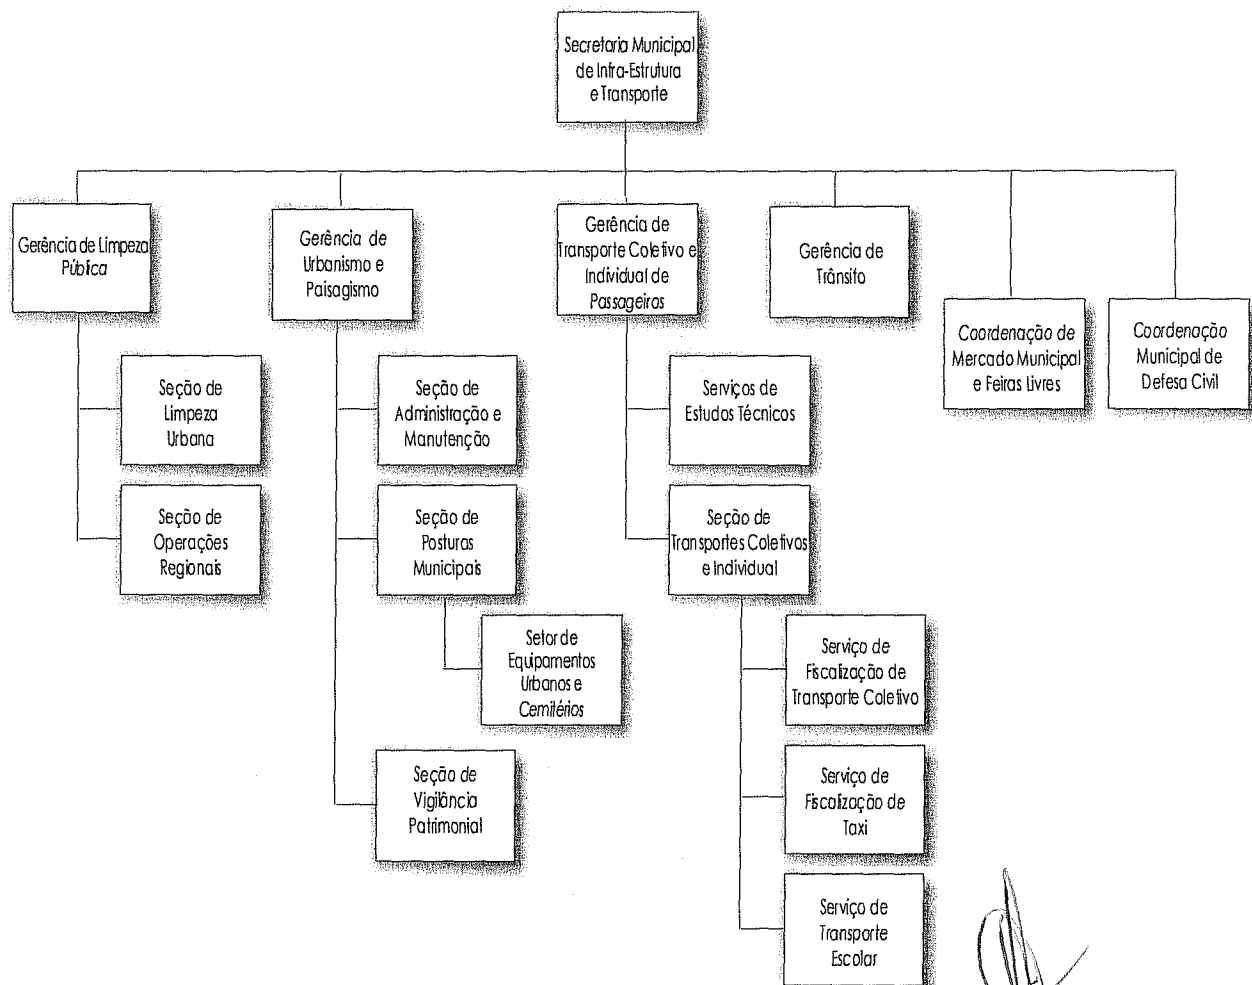 Secretaria Municipal
de Infra-Estrutura
e Transporte
Gerência de Limpeza
Pública
Gerência de
Urbanismo e
Paisagismo
Gerência de
Transporte Coletivo e
Individual de
Passageiros
Gerência de
Trânsito
Coordenação de
Mercado Municipal
e Feiras Livres
Coordenação
Municipal de
Defesa Civil
Seção de
Limpeza
Urbana
Seção de
Operações
Regionais
Seção de
Administração e
Manutenção
Seção de
Posturas
Municipais
Setor de
Equipamentos
Urbanos e
Cemitérios
Seção de
Vigilância
Patrimonial
Serviços de
Estudos Técnicos
Seção de
Transportes Coletivos
e Individual
Serviço de
Fiscalização de
Transporte Coletivo
Serviço de
Fiscalização de
Taxi
Serviço de
Transporte
Escolar